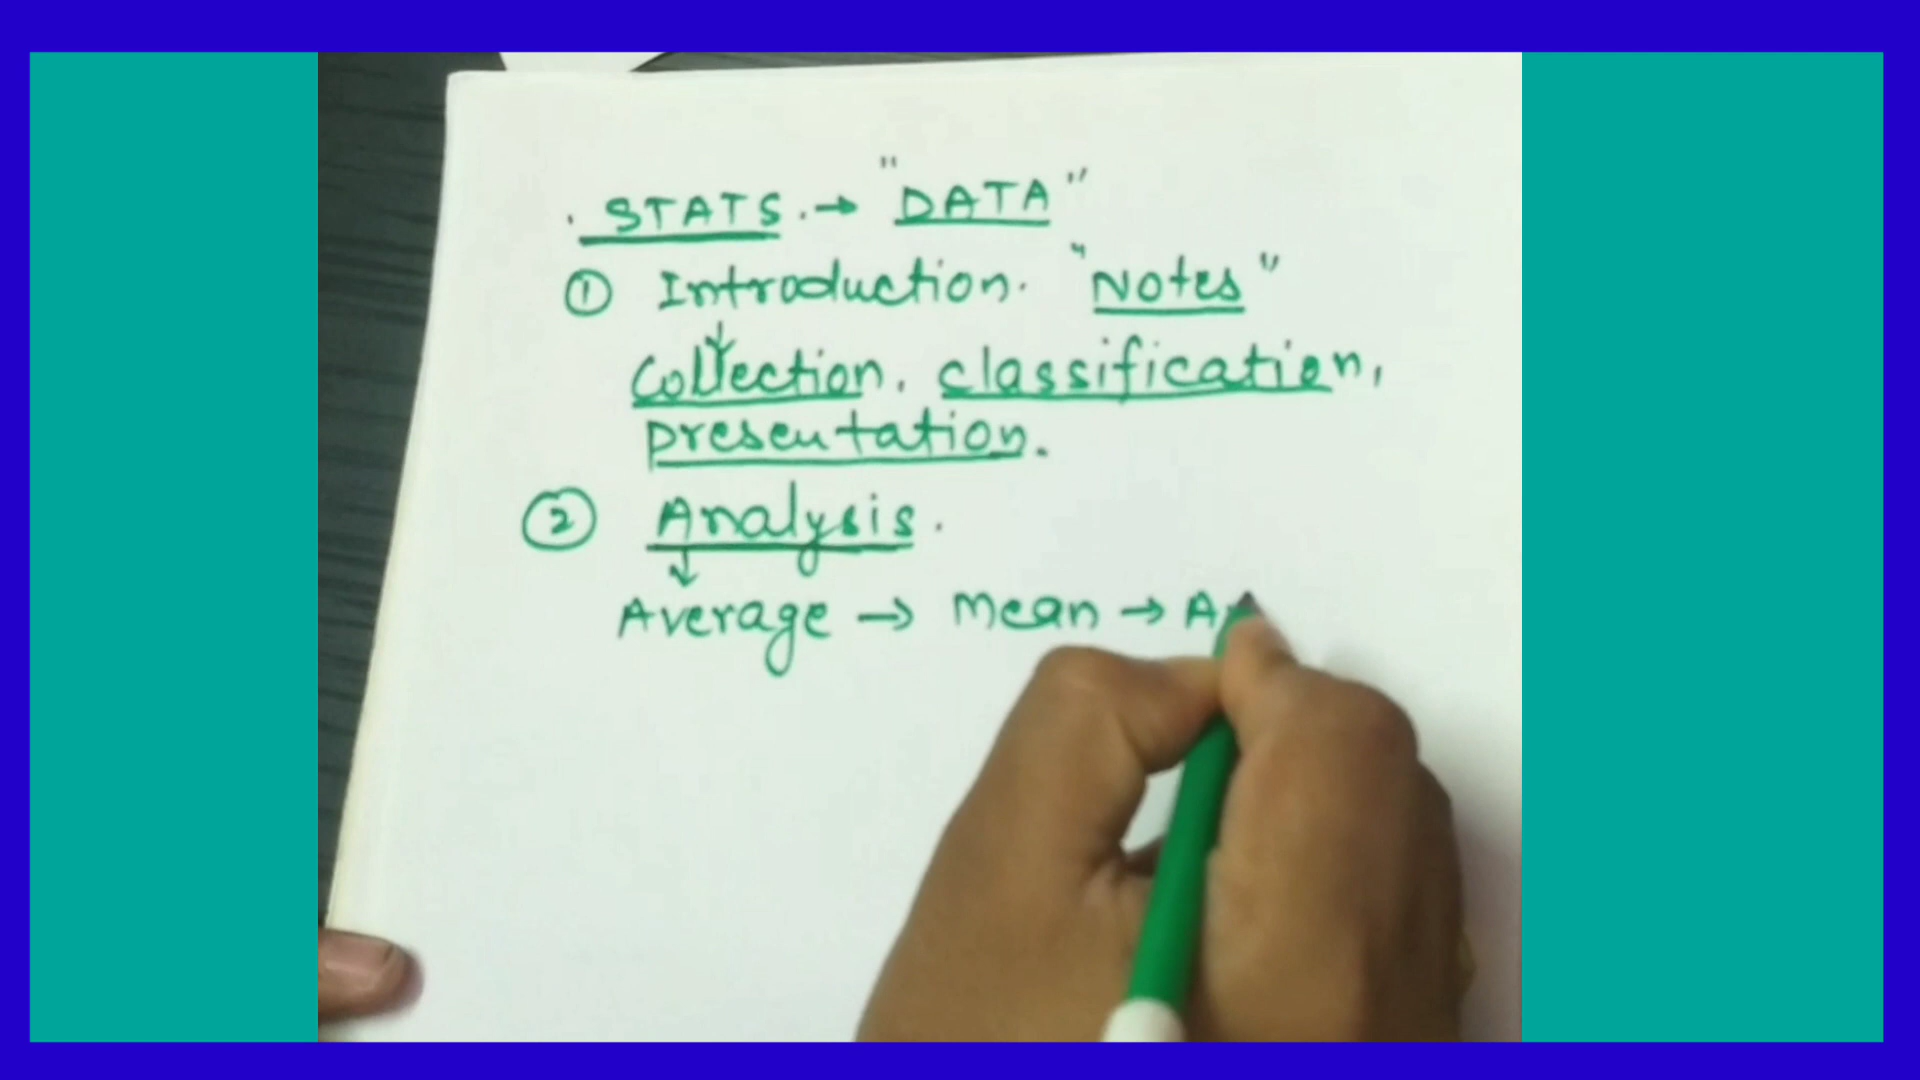 . STATS . → "DATA"
① Introduction. "Notes"
↓
Collection, classification,
presentation.
② Analysis.
↓
Average → Mean →